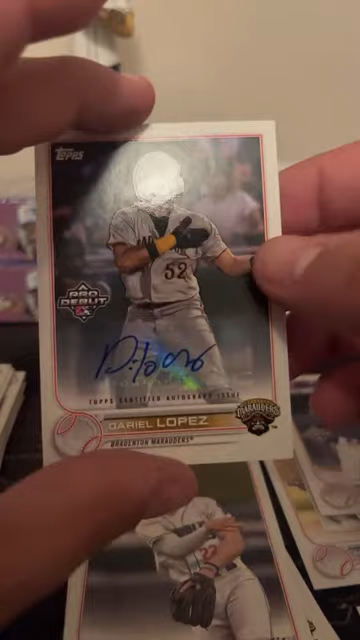 Topps
52
PRO
DEBUT
TOPPS CERTIFIED AUTOGRAPH ISSUE
MARAUDERS
DARIEL LOPEZ
BRADENTON MARAUDERS